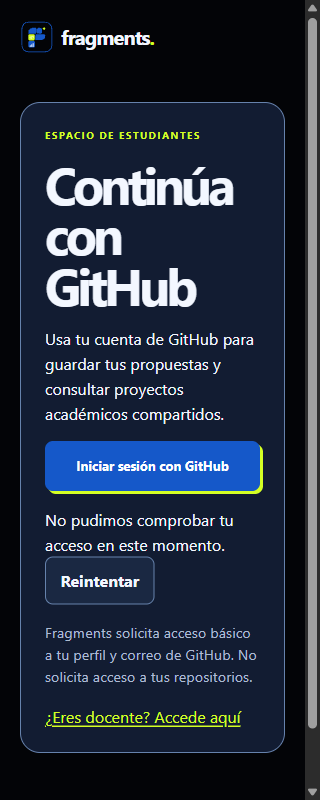 fragments.
ESPACIO DE ESTUDIANTES
Continúa
con
GitHub
Usa tu cuenta de GitHub para
guardar tus propuestas y
consultar proyectos
académicos compartidos.
Iniciar sesión con GitHub
No pudimos comprobar tu
acceso en este momento.
Reintentar
Fragments solicita acceso básico
a tu perfil y correo de GitHub. No
solicita acceso a tus repositorios.
¿Eres docente? Accede aquí